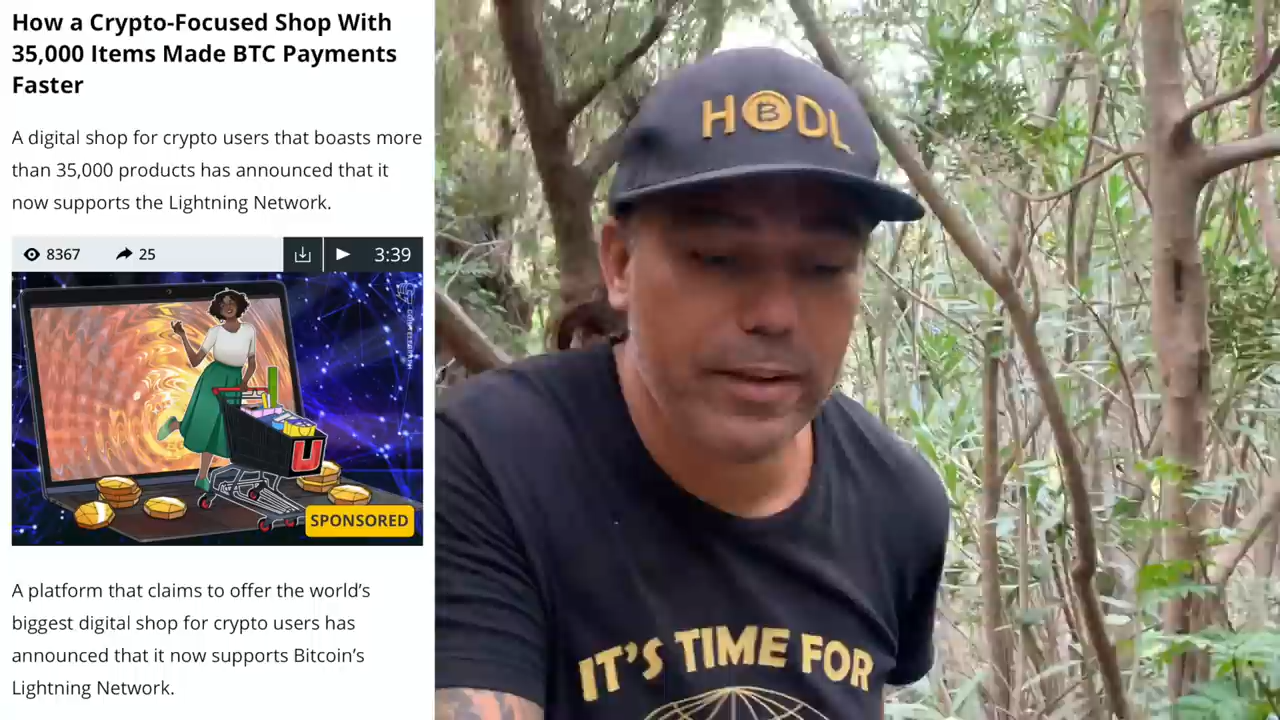 How a Crypto-Focused Shop With
35,000 Items Made BTC Payments
Faster
A digital shop for crypto users that boasts more
than 35,000 products has announced that it
now supports the Lightning Network.
8367
25
3:39
U
SPONSORED
A platform that claims to offer the world's
biggest digital shop for crypto users has
announced that it now supports Bitcoin's
Lightning Network.
HODL
IT'S TIME FOR